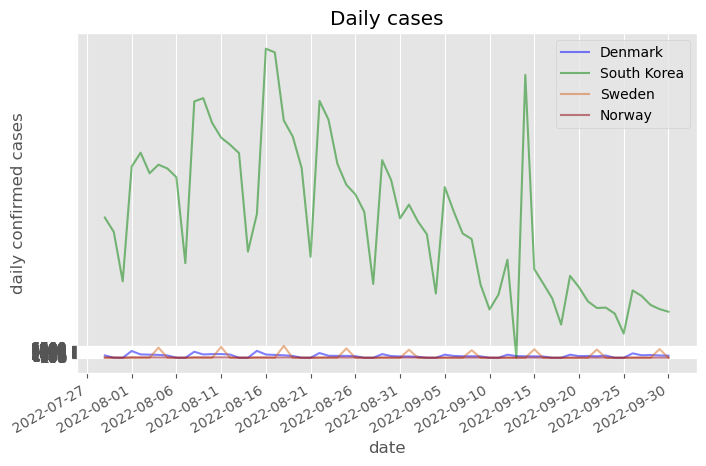 Daily cases
daily confirmed cases
Denmark
South Korea
Sweden
Norway
2022-07-27
2022-08-01
2022-08-06
2022-08-11
2022-08-16
2022-08-21
2022-08-26
2022-08-31
2022-09-05
2022-09-10
2022-09-15
2022-09-20
2022-09-25
2022-09-30
date